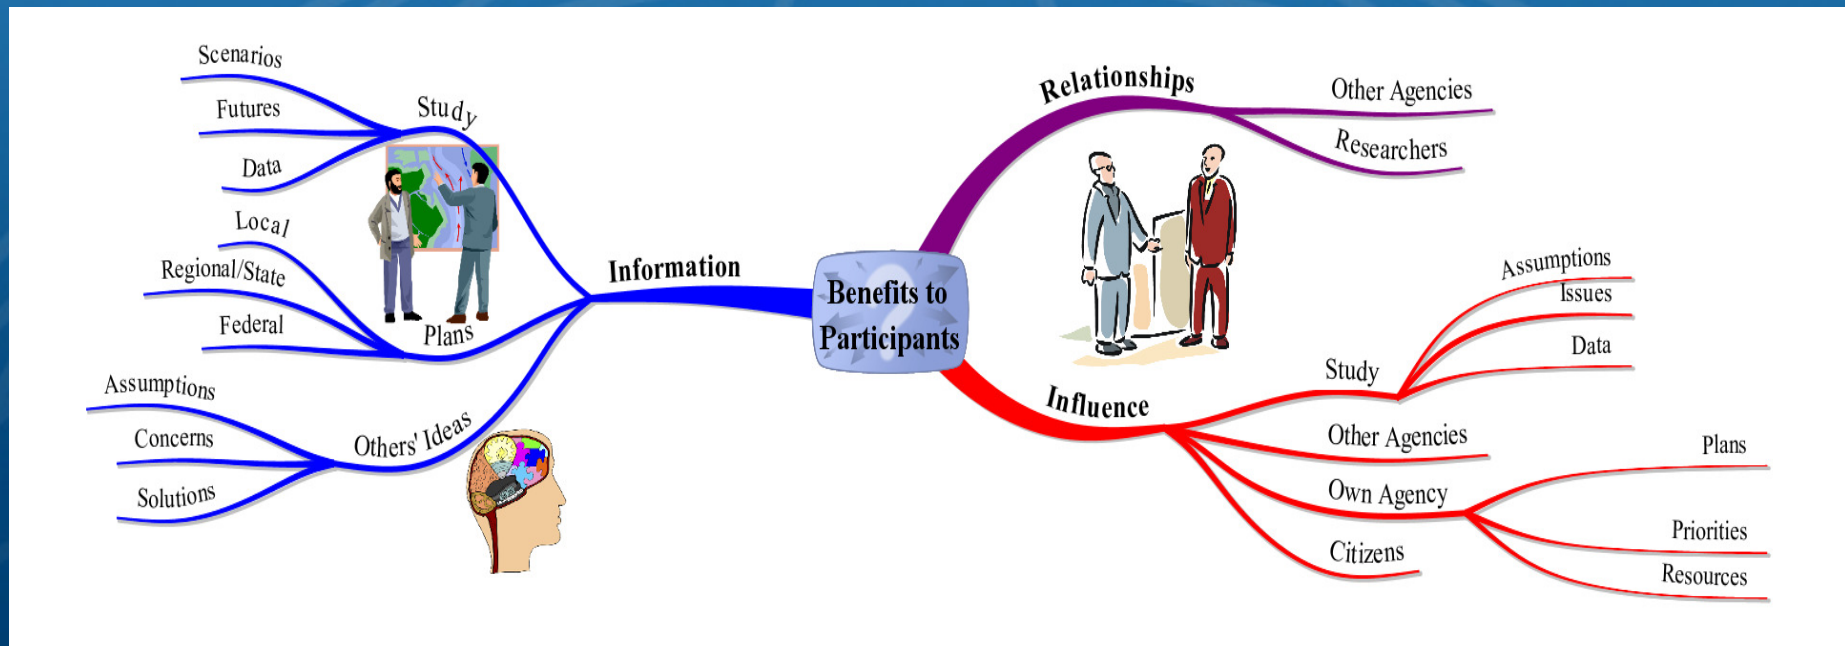 Benefits to
Participants
Relationships
Other Agencies
Researchers
Influence
Study
Assumptions
Issues
Data
Other Agencies
Own Agency
Plans
Priorities
Resources
Citizens
Information
Study
Scenarios
Futures
Data
Plans
Local
Regional/State
Federal
Others' Ideas
Assumptions
Concerns
Solutions